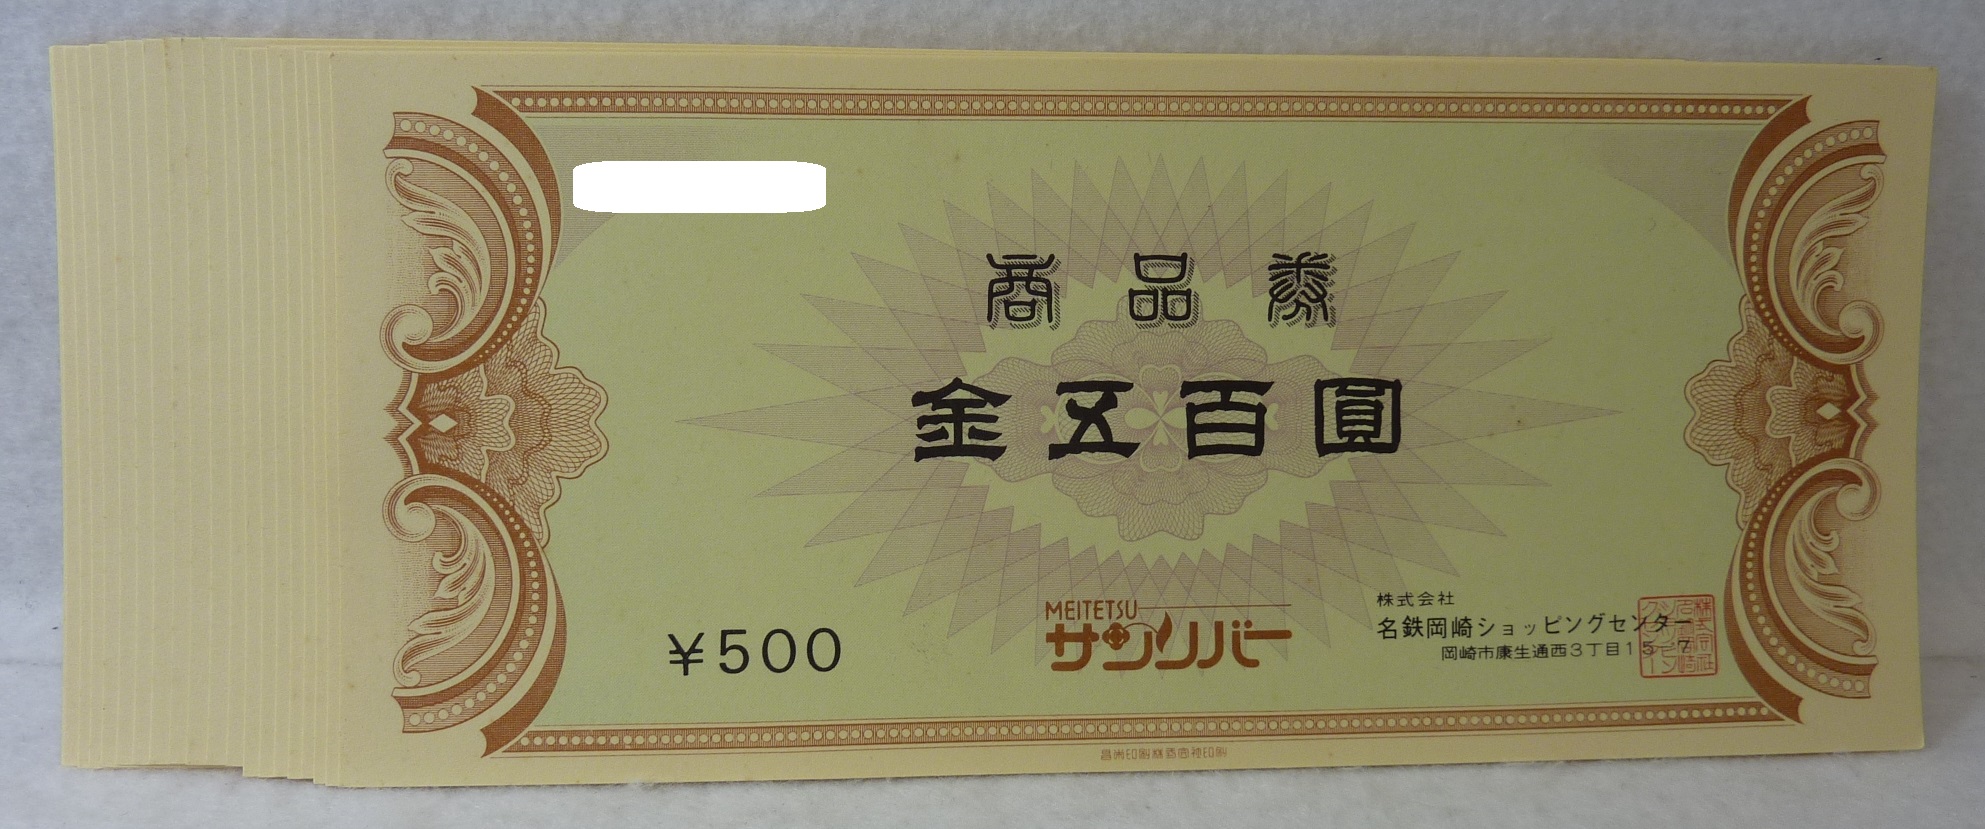 商品券
金五百圓
¥500
MEITETSU
サンリバー
株式会社
名鉄岡崎ショッピングセンター
岡崎市康生通西3丁目15-7